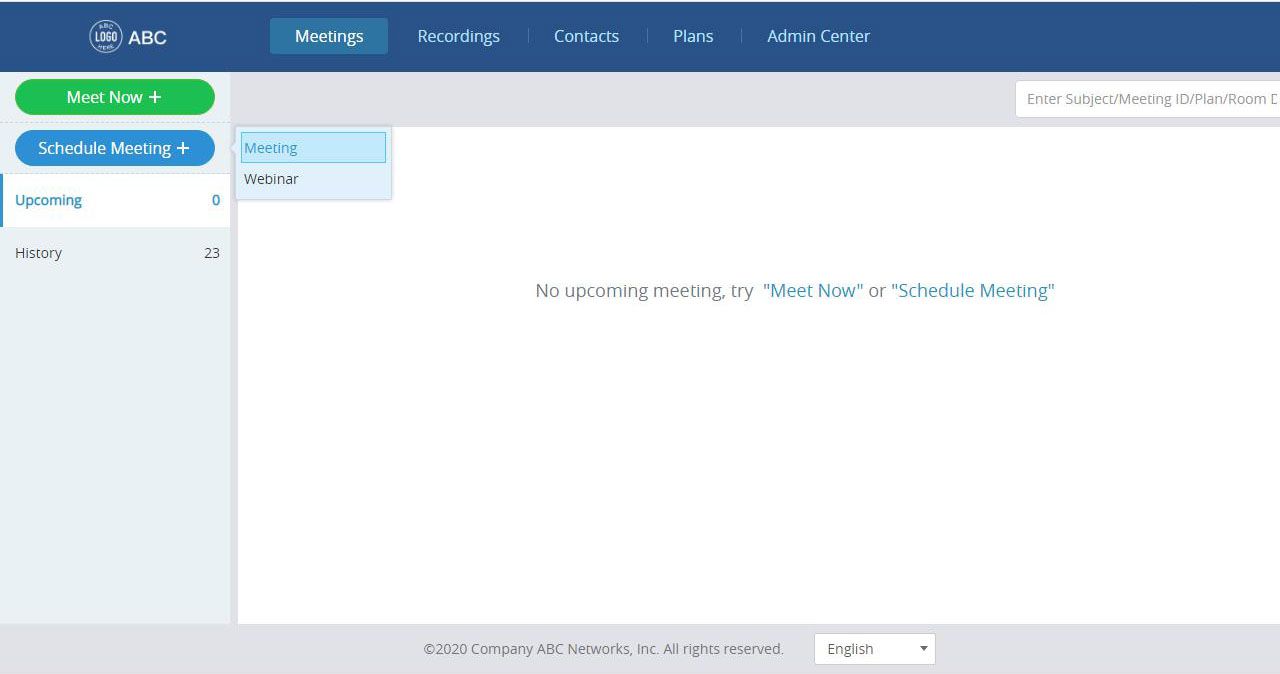 ABC LOGO HERE ABC
Meetings Recordings Contacts Plans Admin Center
Meet Now +
Enter Subject/Meeting ID/Plan/Room
Schedule Meeting +
Meeting
Webinar
Upcoming 0
History 23
No upcoming meeting, try "Meet Now" or "Schedule Meeting"
©2020 Company ABC Networks, Inc. All rights reserved. English